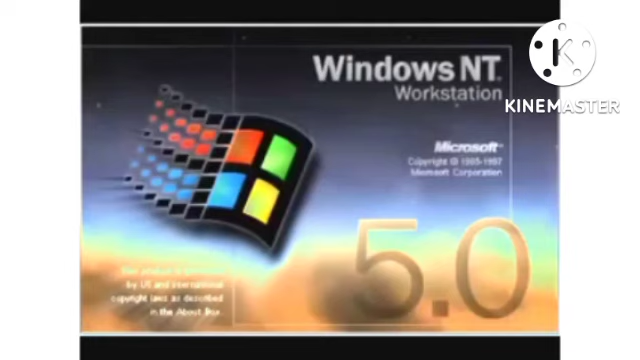 Windows NT
Workstation
KINEMASTER
Microsoft
Copyright © 1985-1997
Microsoft Corporation
5.0
by US and international
copyright laws as described
in the About Box.